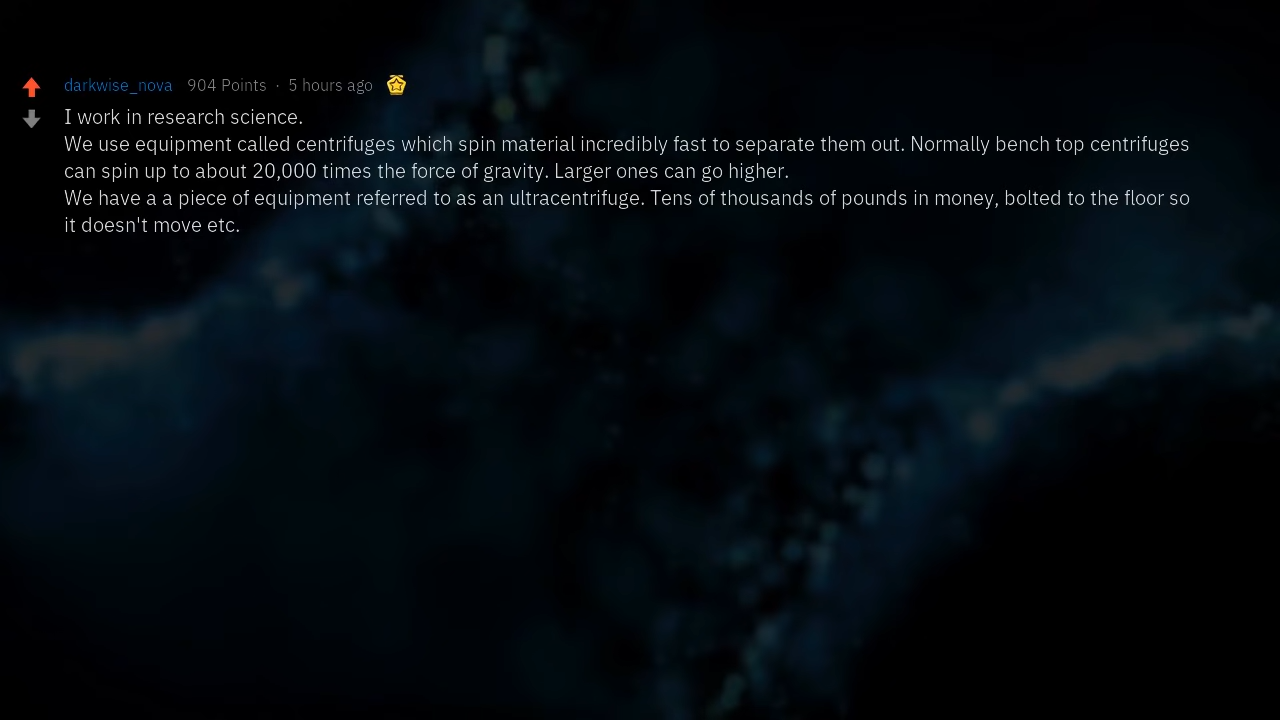 darkwise_nova 904 Points · 5 hours ago
I work in research science.
We use equipment called centrifuges which spin material incredibly fast to separate them out. Normally bench top centrifuges
can spin up to about 20,000 times the force of gravity. Larger ones can go higher.
We have a a piece of equipment referred to as an ultracentrifuge. Tens of thousands of pounds in money, bolted to the floor so
it doesn't move etc.